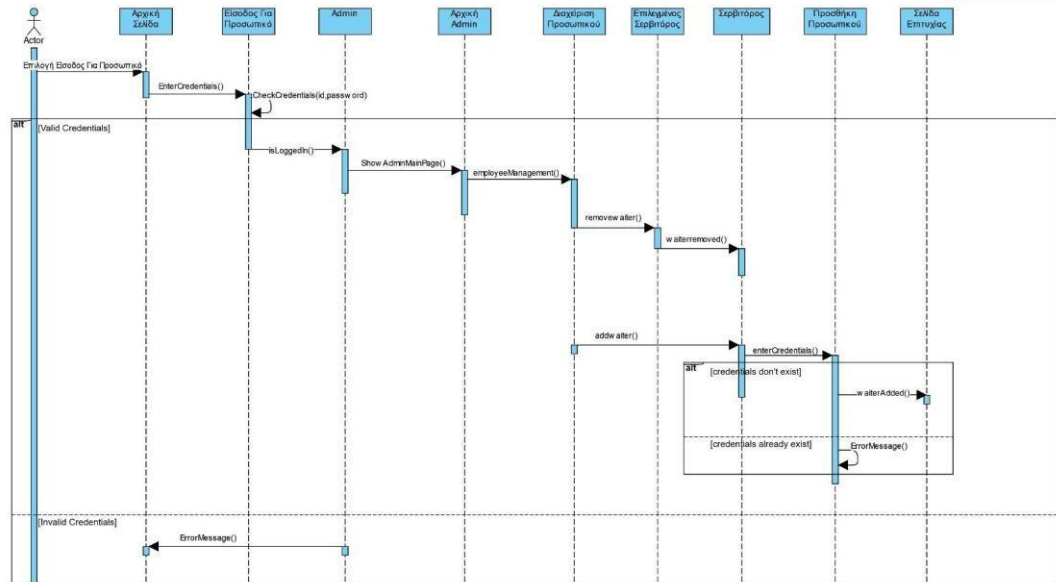 Αρχική
Σελίδα
Είσοδος Για
Προσωπικό
Admin
Αρχική
Admin
Διαχείριση
Προσωπικού
Επιλεγμένος
Σερβιτόρος
Σερβιτόρος
Προσθήκη
Προσωπικού
Σελίδα
Επιτυχίας
Actor
Επιλογή Είσοδος Για Προσωπικό
EnterCredentials()
CheckCredentials(id,password)
alt
[Valid Credentials]
isLoggedIn()
Show AdminMainPage()
employeeManagement()
removewaiter()
waiterremoved()
addwaiter()
enterCredentials()
alt
[credentials don't exist]
waiterAdded()
[credentials already exist]
ErrorMessage()
[Invalid Credentials]
ErrorMessage()